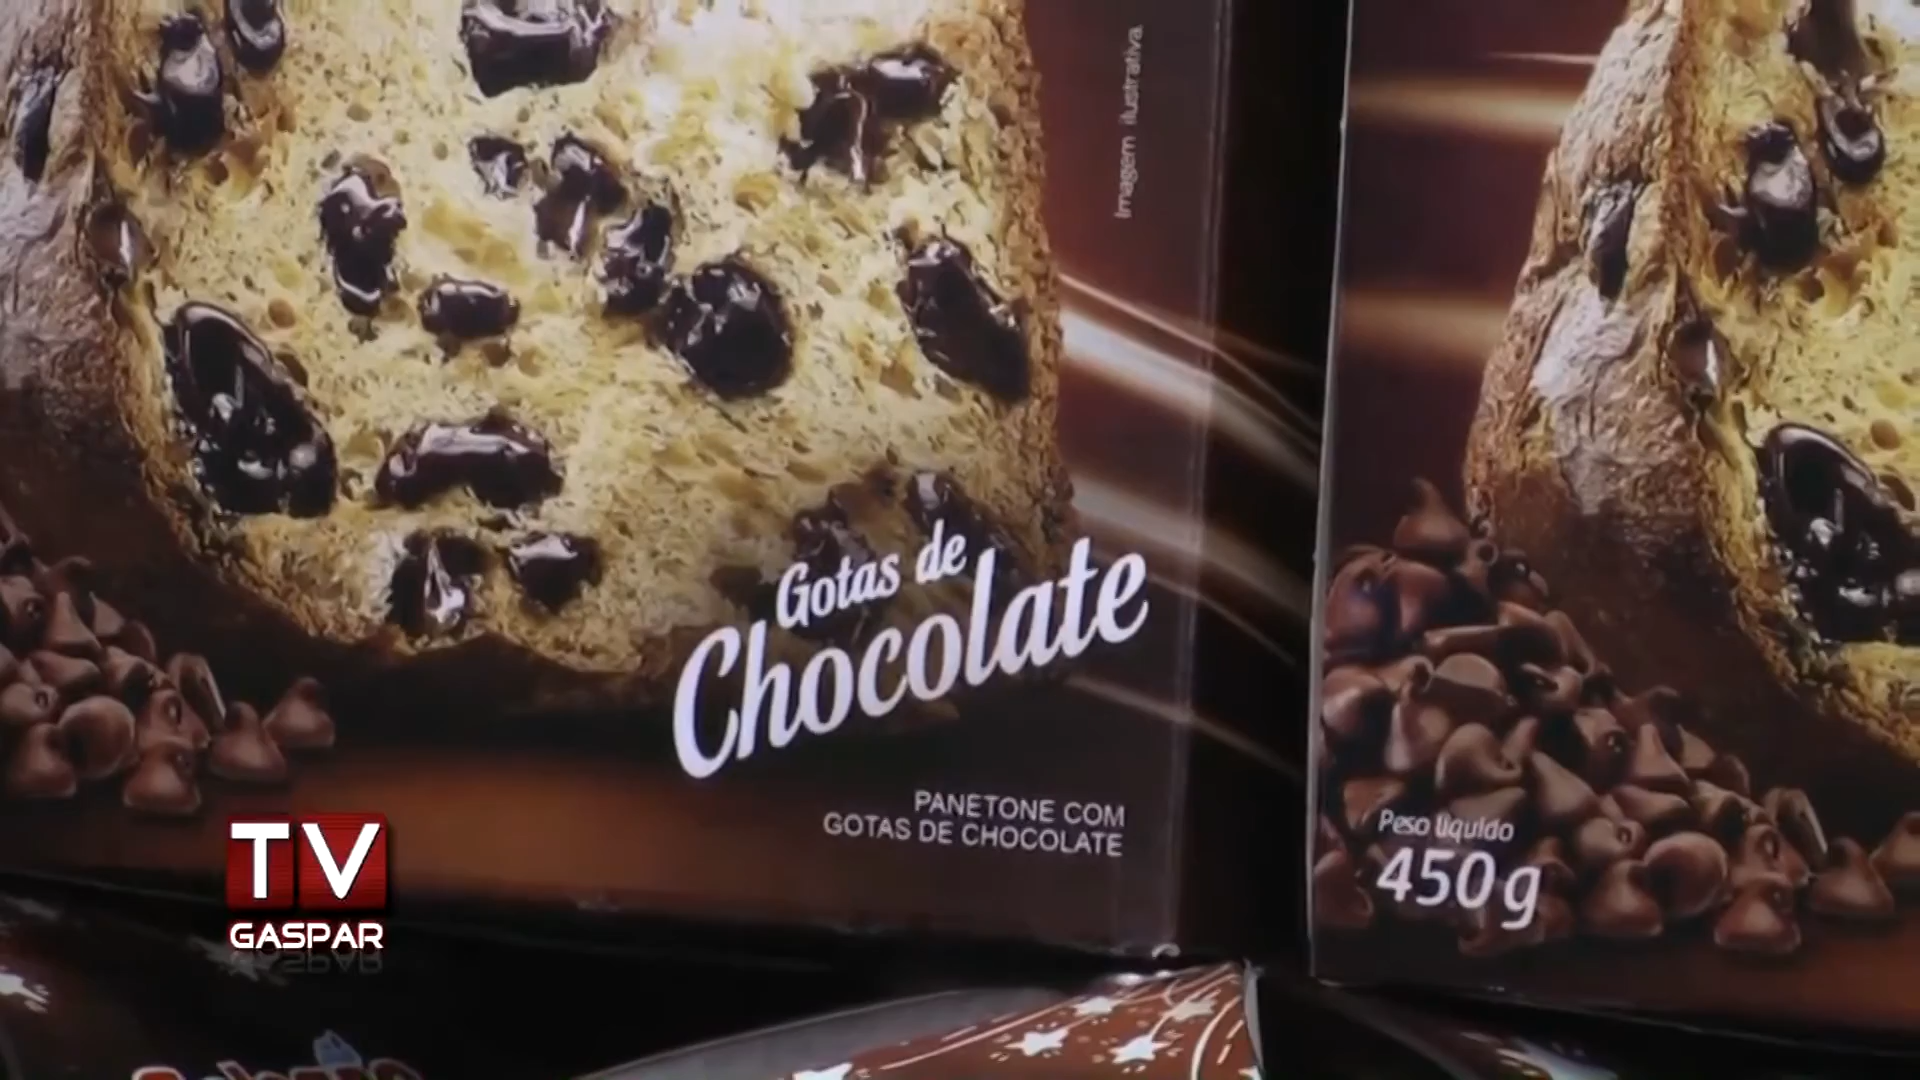 Imagem ilustrativa.
Gotas de
Chocolate
PANETONE COM
GOTAS DE CHOCOLATE
Peso líquido
450g
TV
GASPAR